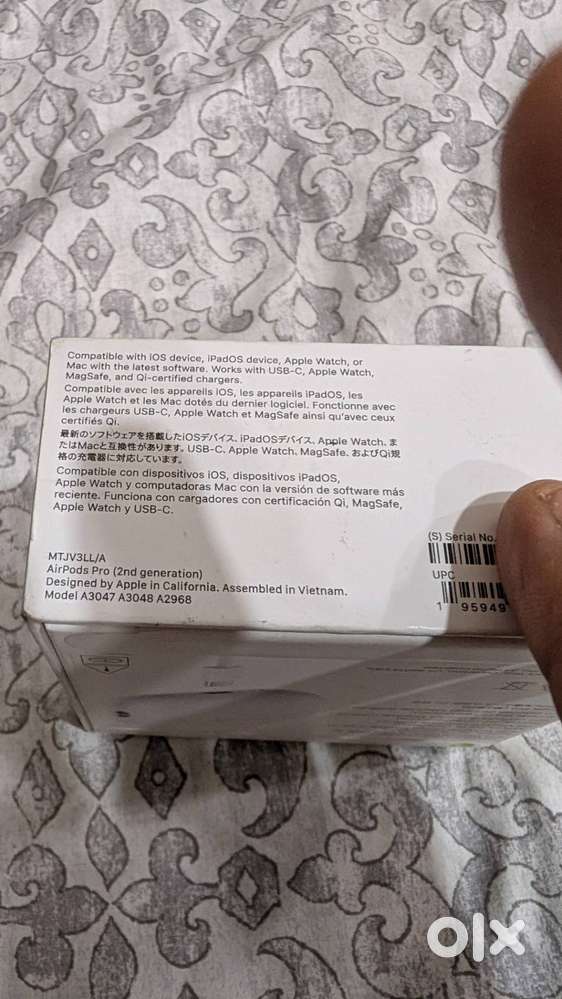 Compatible with iOS device, iPadOS device, Apple Watch, or
Mac with the latest software. Works with USB-C, Apple Watch,
MagSafe, and Qi-certified chargers.
Compatible avec les appareils iOS, les appareils iPadOS, les
Apple Watch et les Mac dotés du dernier logiciel. Fonctionne avec
les chargeurs USB-C, Apple Watch et MagSafe ainsi qu'avec ceux
certifiés Qi.
最新のソフトウェアを搭載したiOSデバイス、iPadOSデバイス、Apple Watch、ま
たはMacと互換性があります。USB-C、Apple Watch、MagSafe、およびQi規
格の充電器に対応しています。
Compatible con dispositivos iOS, dispositivos iPadOS,
Apple Watch y computadoras Mac con la versión de software más
reciente. Funciona con cargadores con certificación Qi, MagSafe,
Apple Watch y USB-C.
(S) Serial No.
MTJV3LL/A
AirPods Pro (2nd generation)
Designed by Apple in California. Assembled in Vietnam.
Model A3047 A3048 A2968
UPC
1 95949
olx